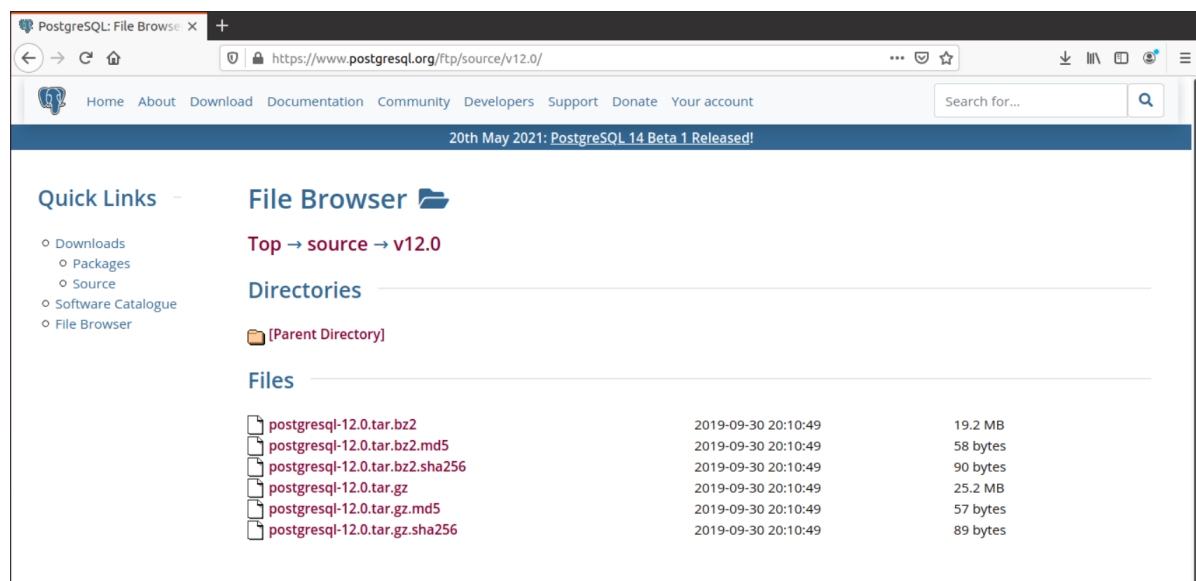 PostgreSQL: File Browse
https://www.postgresql.org/ftp/source/v12.0/
Home About Download Documentation Community Developers Support Donate Your account Search for...
20th May 2021: PostgreSQL 14 Beta 1 Released!
Quick Links
Downloads
Packages
Source
Software Catalogue
File Browser
File Browser
Top → source → v12.0
Directories
[Parent Directory]
Files
postgresql-12.0.tar.bz2 2019-09-30 20:10:49 19.2 MB
postgresql-12.0.tar.bz2.md5 2019-09-30 20:10:49 58 bytes
postgresql-12.0.tar.bz2.sha256 2019-09-30 20:10:49 90 bytes
postgresql-12.0.tar.gz 2019-09-30 20:10:49 25.2 MB
postgresql-12.0.tar.gz.md5 2019-09-30 20:10:49 57 bytes
postgresql-12.0.tar.gz.sha256 2019-09-30 20:10:49 89 bytes